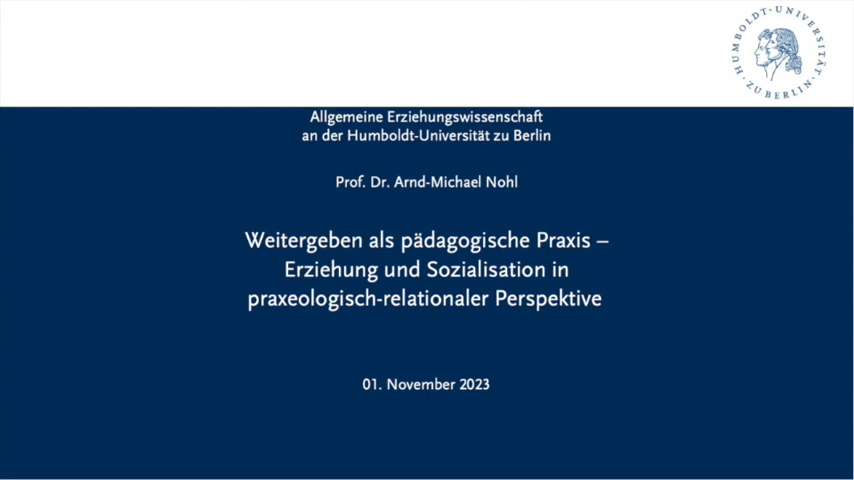 HUMBOLDT-UNIVERSITÄT · ZU BERLIN ·
Allgemeine Erziehungswissenschaft
an der Humboldt-Universität zu Berlin
Prof. Dr. Arnd-Michael Nohl
Weitergeben als pädagogische Praxis –
Erziehung und Sozialisation in
praxeologisch-relationaler Perspektive
01. November 2023